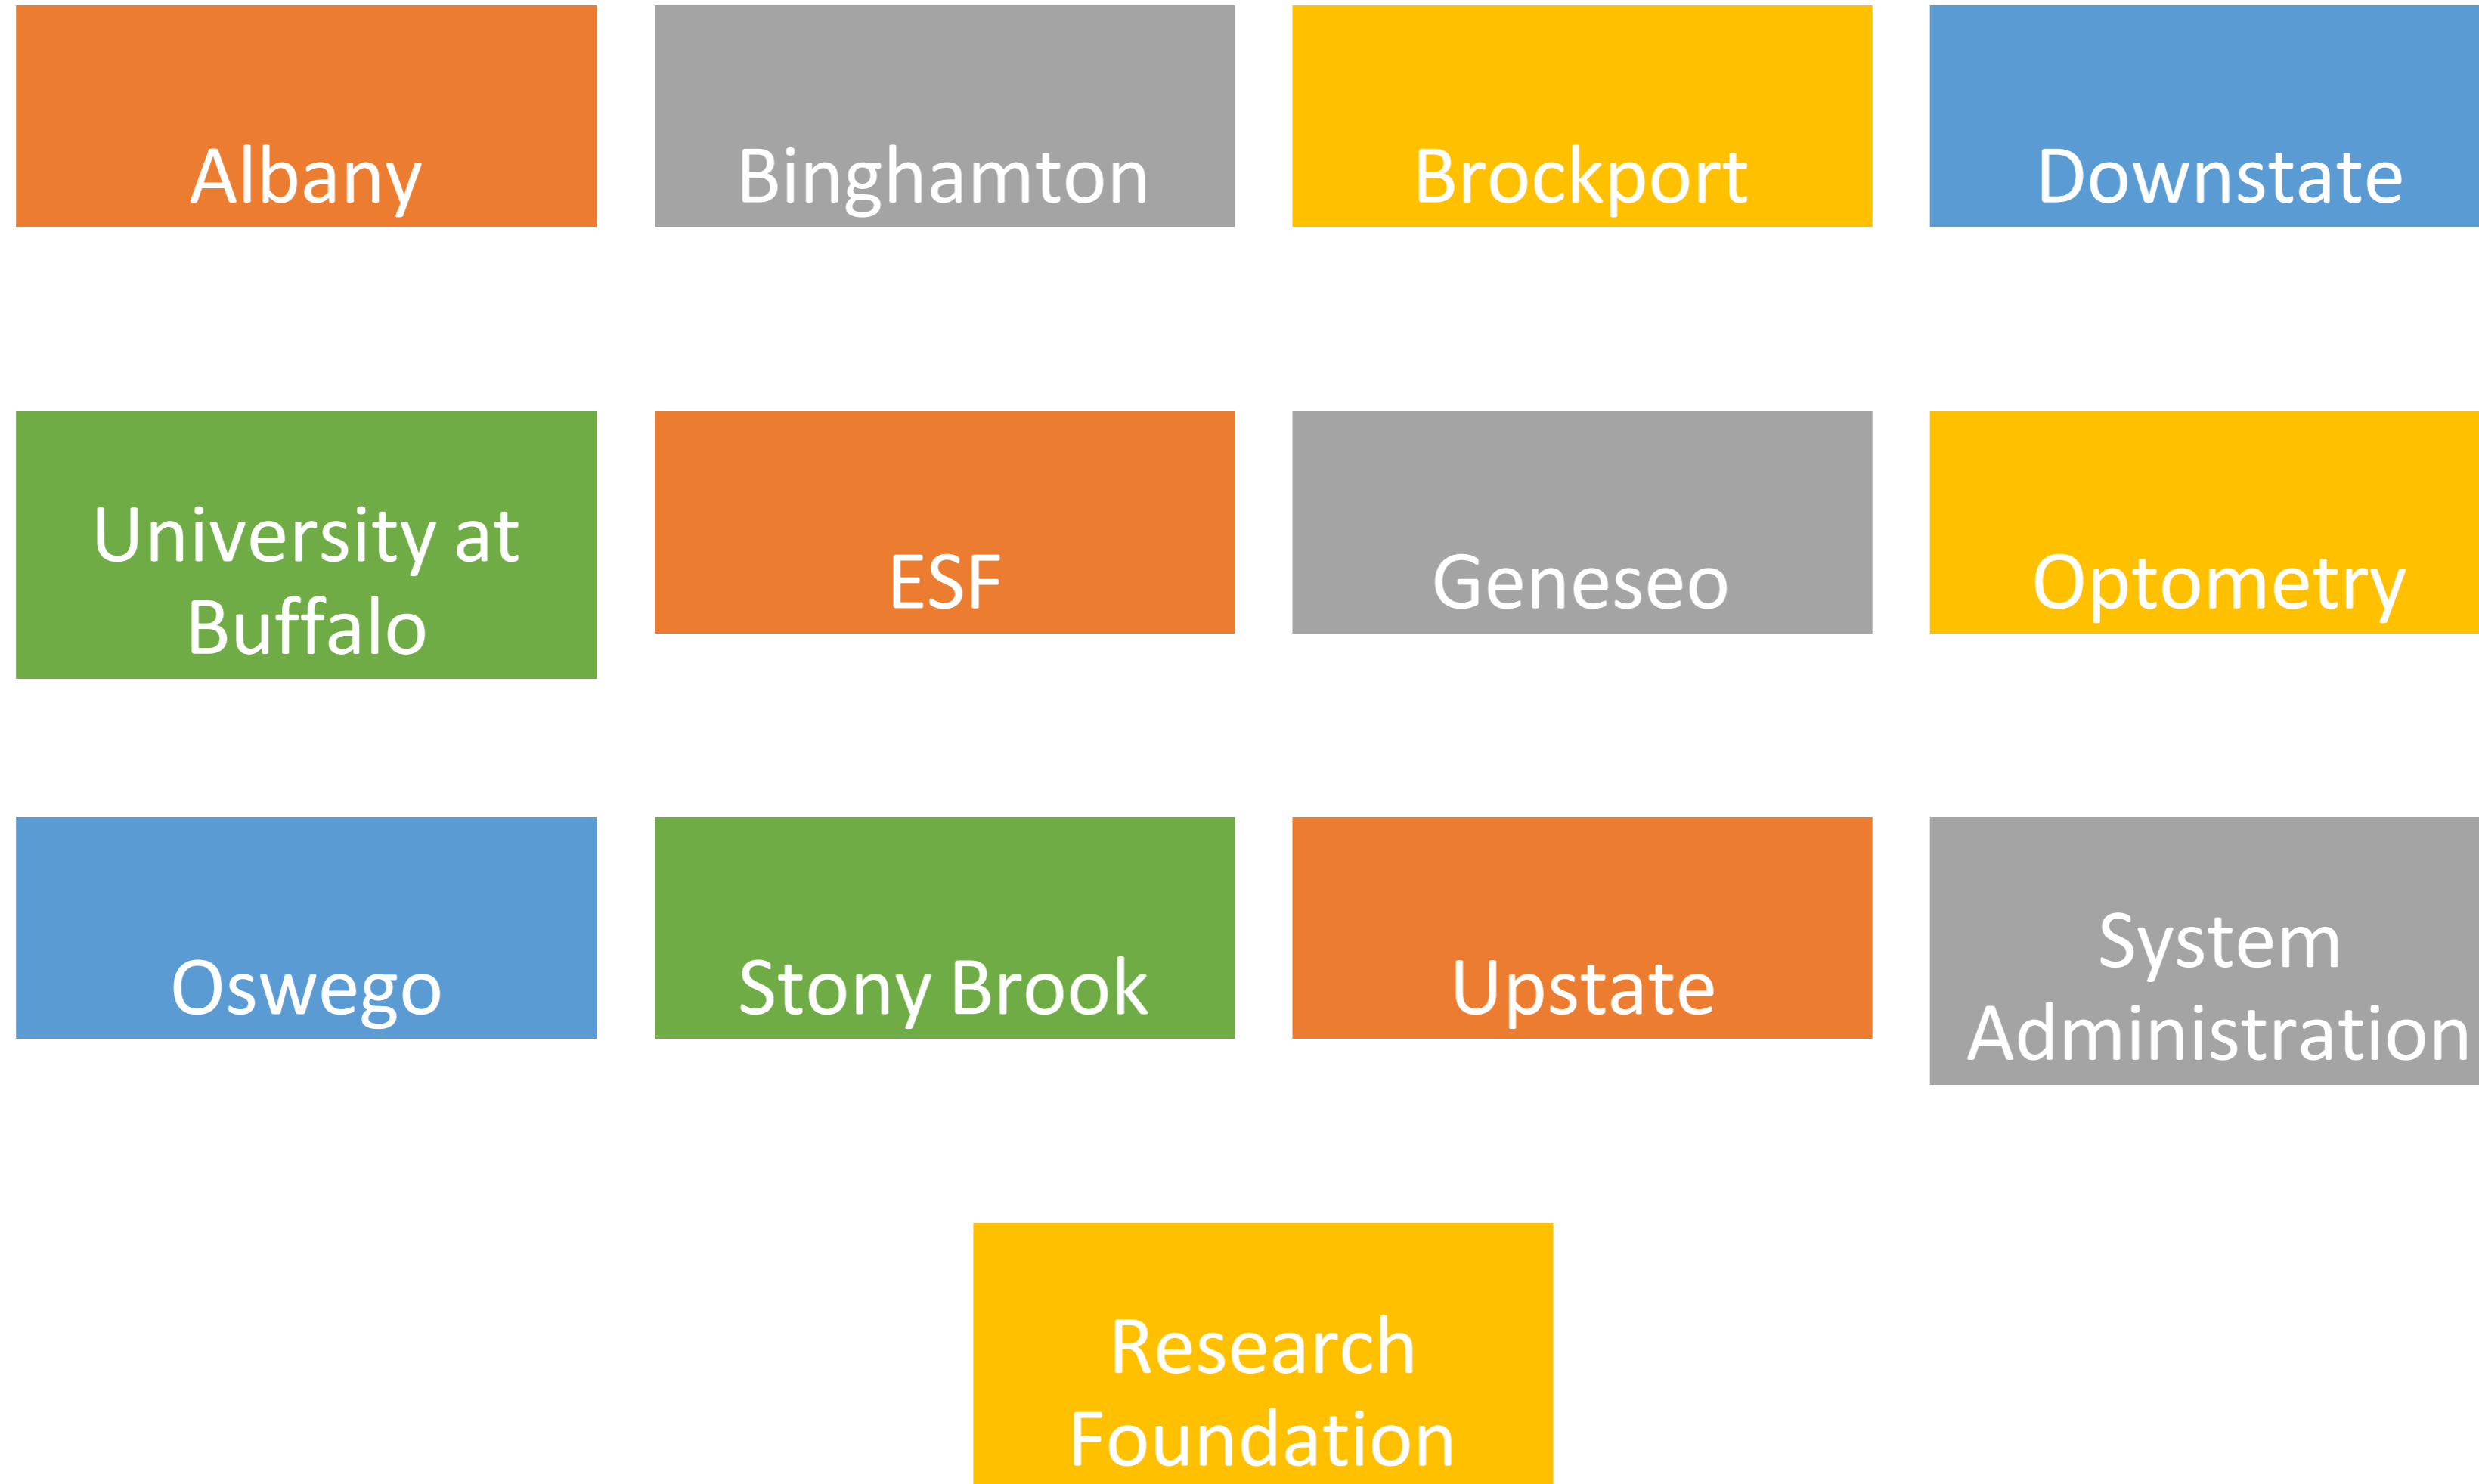 Albany
Binghamton
Brockport
Downstate
University at
Buffalo
ESF
Geneseo
Optometry
Oswego
Stony Brook
Upstate
System
Administration
Research
Foundation